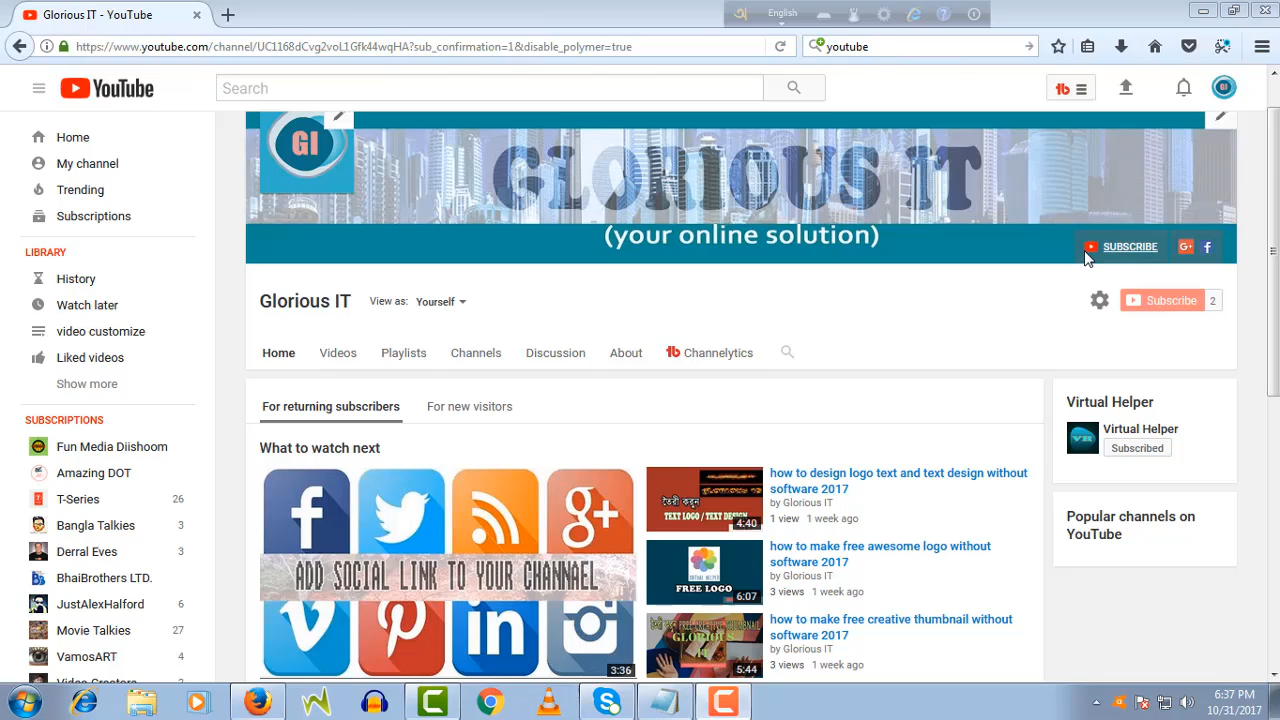 Glorious IT - YouTube
English
https://www.youtube.com/channel/UC1168dCvg2voL1Gfk44wqHA?sub_confirmation=1&disable_polymer=true
youtube
YouTube
Search
Home
My channel
Trending
Subscriptions
LIBRARY
History
Watch later
video customize
Liked videos
Show more
SUBSCRIPTIONS
Fun Media Diishoom
Amazing DOT
T-Series 26
Bangla Talkies 3
Derral Eves 3
BhaiBrothers LTD.
JustAlexHalford 6
Movie Talkies 27
VamosART 4
GI
GLORIOUS IT
(your online solution)
SUBSCRIBE
Glorious IT
View as: Yourself
Subscribe 2
Home Videos Playlists Channels Discussion About Channelytics
For returning subscribers For new visitors
What to watch next
ADD SOCIAL LINK TO YOUR CHANNAEL
3:36
তৈরী করুন
TEXT LOGO / TEXT DESIGN
4:40
how to design logo text and text design without
software 2017
by Glorious IT
1 view 1 week ago
VIRTUAL HELPER
FREE LOGO
6:07
how to make free awesome logo without
software 2017
by Glorious IT
3 views 1 week ago
5:44
how to make free creative thumbnail without
software 2017
by Glorious IT
3 views 1 week ago
Virtual Helper
Virtual Helper
Subscribed
Popular channels on
YouTube
6:37 PM
10/31/2017